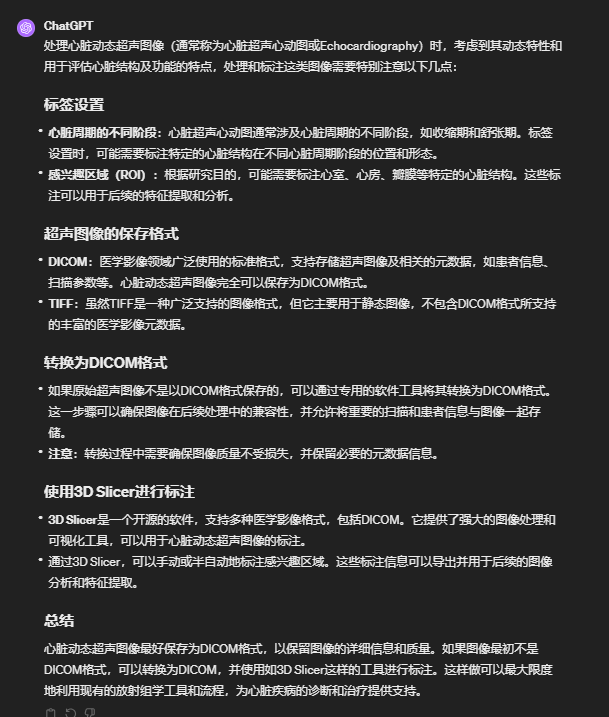 ChatGPT
处理心脏动态超声图像（通常称为心脏超声心动图或Echocardiography）时，考虑到其动态特性和
用于评估心脏结构及功能的特点，处理和标注这类图像需要特别注意以下几点：
标签设置
• 心脏周期的不同阶段：心脏超声心动图通常涉及心脏周期的不同阶段，如收缩期和舒张期。标签
设置时，可能需要标注特定的心脏结构在不同心脏周期阶段的位置和形态。
• 感兴趣区域（ROI）：根据研究目的，可能需要标注心室、心房、瓣膜等特定的心脏结构。这些标
注可以用于后续的特征提取和分析。
超声图像的保存格式
• DICOM：医学影像领域广泛使用的标准格式，支持存储超声图像及相关的元数据，如患者信息、
扫描参数等。心脏动态超声图像完全可以保存为DICOM格式。
• TIFF：虽然TIFF是一种广泛支持的图像格式，但它主要用于静态图像，不包含DICOM格式所支持
的丰富的医学影像元数据。
转换为DICOM格式
• 如果原始超声图像不是以DICOM格式保存的，可以通过专用的软件工具将其转换为DICOM格式。
这一步骤可以确保图像在后续处理中的兼容性，并允许将重要的扫描和患者信息与图像一起存
储。
• 注意：转换过程中需要确保图像质量不受损失，并保留必要的元数据信息。
使用3D Slicer进行标注
• 3D Slicer是一个开源的软件，支持多种医学影像格式，包括DICOM。它提供了强大的图像处理和
可视化工具，可以用于心脏动态超声图像的标注。
• 通过3D Slicer，可以手动或半自动地标注感兴趣区域。这些标注信息可以导出并用于后续的图像
分析和特征提取。
总结
心脏动态超声图像最好保存为DICOM格式，以保留图像的详细信息和质量。如果图像最初不是
DICOM格式，可以转换为DICOM，并使用如3D Slicer这样的工具进行标注。这样做可以最大限度
地利用现有的放射组学工具和流程，为心脏疾病的诊断和治疗提供支持。